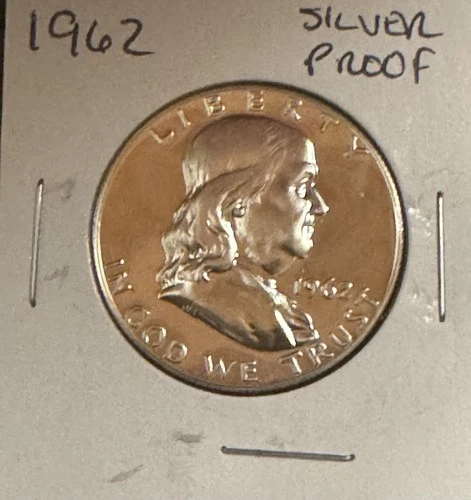 1962 SILVER
PROOF
LIBERTY
1962
IN GOD WE TRUST